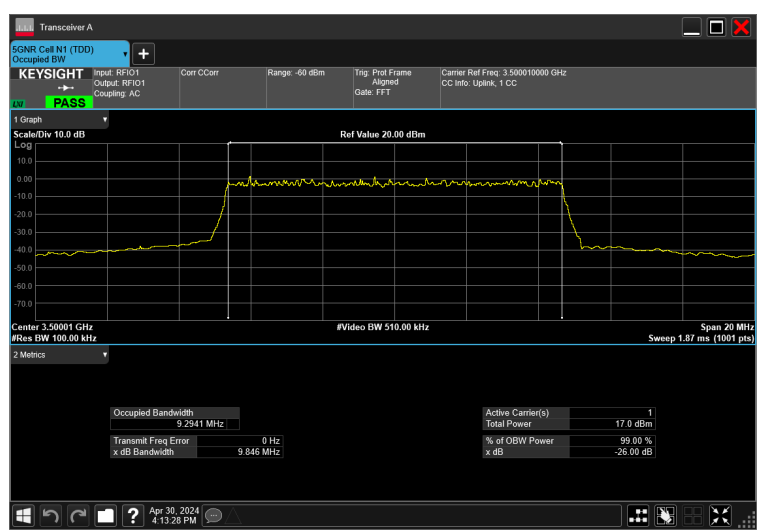 Transceiver A
5GNR Cell N1 (TDD)
Occupied BW
KEYSIGHT
LXI
PASS
Input: RFIO1
Output: RFIO1
Coupling: AC
Corr CCorr
Range: -60 dBm
Trig: Prot Frame
Aligned
Gate: FFT
Carrier Ref Freq: 3.500010000 GHz
CC Info: Uplink, 1 CC
1 Graph
Scale/Div 10.0 dB
Ref Value 20.00 dBm
Log
10.0
0.00
-10.0
-20.0
-30.0
-40.0
-50.0
-60.0
-70.0
Center 3.50001 GHz
#Video BW 510.00 kHz
Span 20 MHz
#Res BW 100.00 kHz
Sweep 1.87 ms (1001 pts)
2 Metrics
Occupied Bandwidth
9.2941 MHz
Transmit Freq Error 0 Hz
x dB Bandwidth 9.846 MHz
Active Carrier(s) 1
Total Power 17.0 dBm
% of OBW Power 99.00 %
x dB -26.00 dB
?
Apr 30, 2024
4:13:28 PM